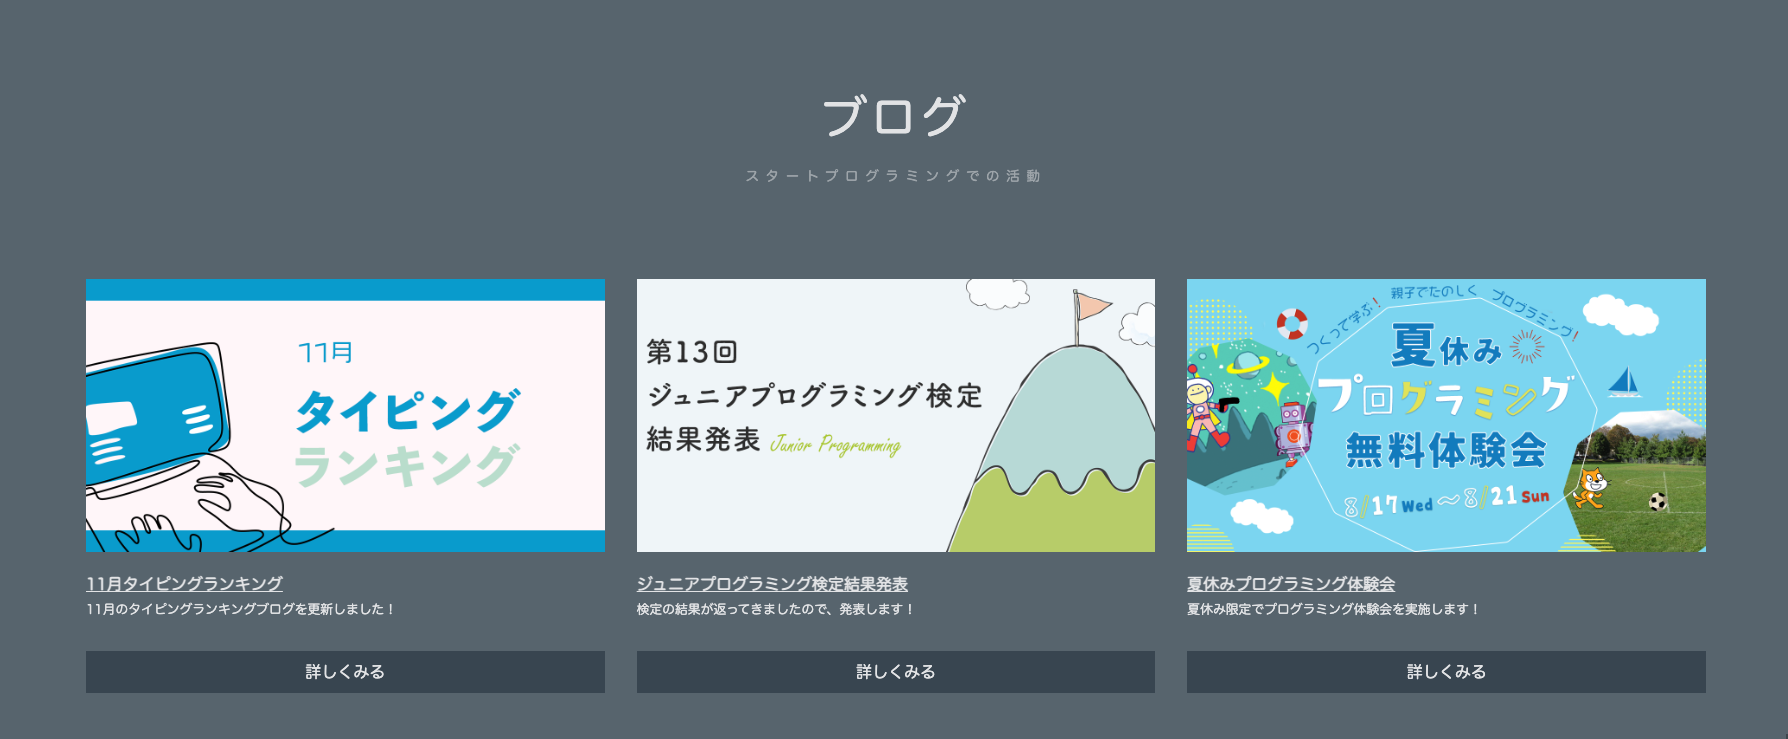 ブログ
スタートプログラミングでの活動
11月
タイピング
ランキング
11月タイピングランキング
11月のタイピングランキングブログを更新しました！
詳しくみる
第13回
ジュニアプログラミング検定
結果発表 Junior Programming
ジュニアプログラミング検定結果発表
検定の結果が返ってきましたので、発表します！
詳しくみる
つくって学ぶ！ 親子でたのしく プログラミング！
夏休み
プログラミング
無料体験会
8/17 Wed ～ 8/21 Sun
夏休みプログラミング体験会
夏休み限定でプログラミング体験会を実施します！
詳しくみる